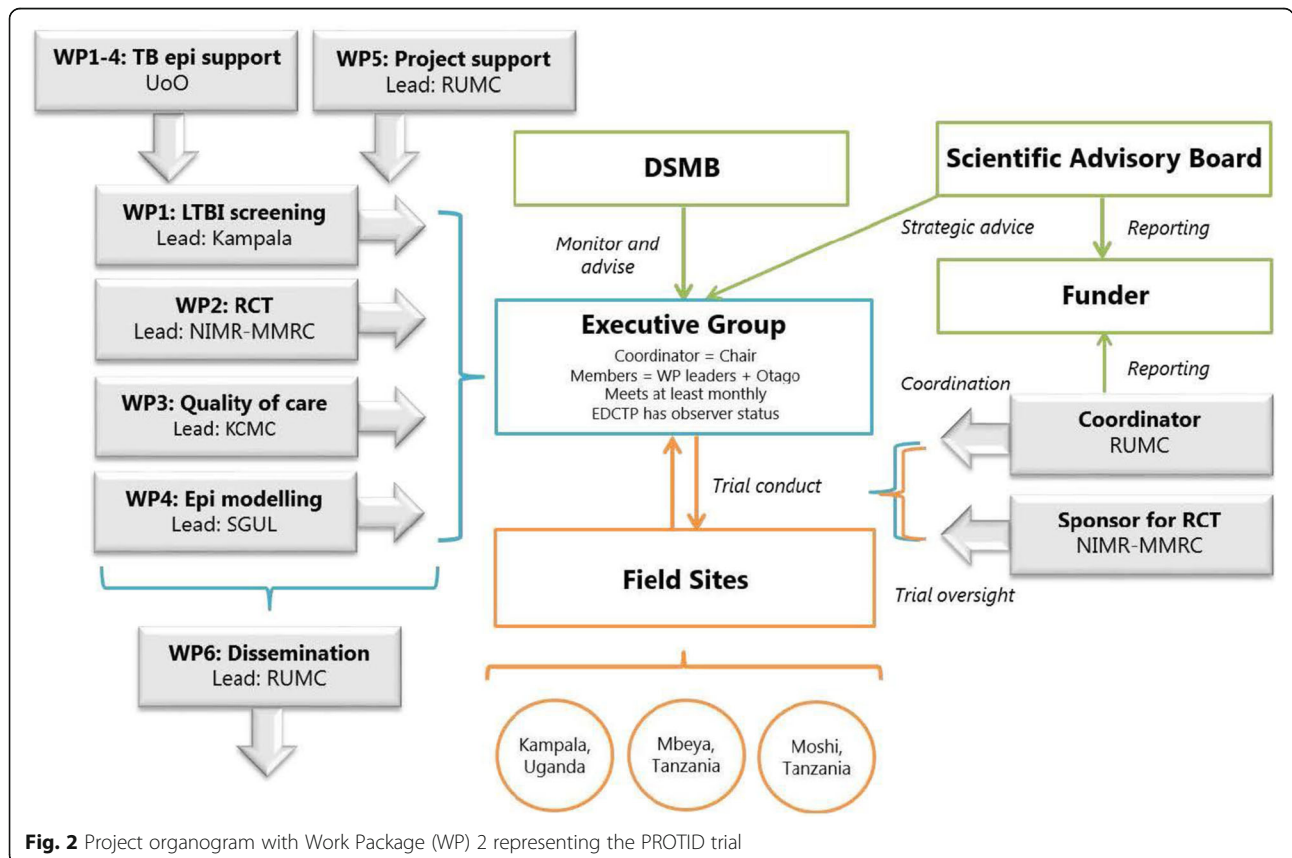 WP1-4: TB epi support
UoO
WP5: Project support
Lead: RUMC
WP1: LTBI screening
Lead: Kampala
WP2: RCT
Lead: NIMR-MMRC
WP3: Quality of care
Lead: KCMC
WP4: Epi modelling
Lead: SGUL
WP6: Dissemination
Lead: RUMC
DSMB
Monitor and
advise
Scientific Advisory Board
Strategic advice
Reporting
Funder
Reporting
Executive Group
Coordinator = Chair
Members = WP leaders + Otago
Meets at least monthly
EDCTP has observer status
Coordination
Coordinator
RUMC
Trial conduct
Sponsor for RCT
NIMR-MMRC
Trial oversight
Field Sites
Kampala,
Uganda
Mbeya,
Tanzania
Moshi,
Tanzania
Fig. 2 Project organogram with Work Package (WP) 2 representing the PROTID trial